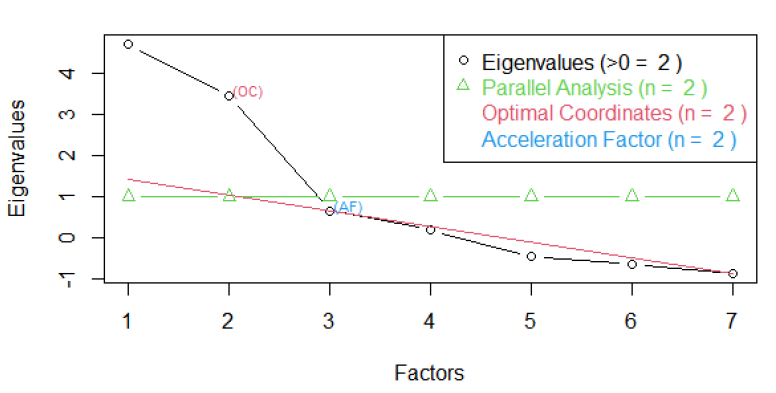 Eigenvalues (>0 = 2 )
Parallel Analysis (n = 2 )
Optimal Coordinates (n = 2 )
Acceleration Factor (n = 2 )
(OC)
(AF)
Eigenvalues
4
3
2
1
0
-1
1 2 3 4 5 6 7
Factors